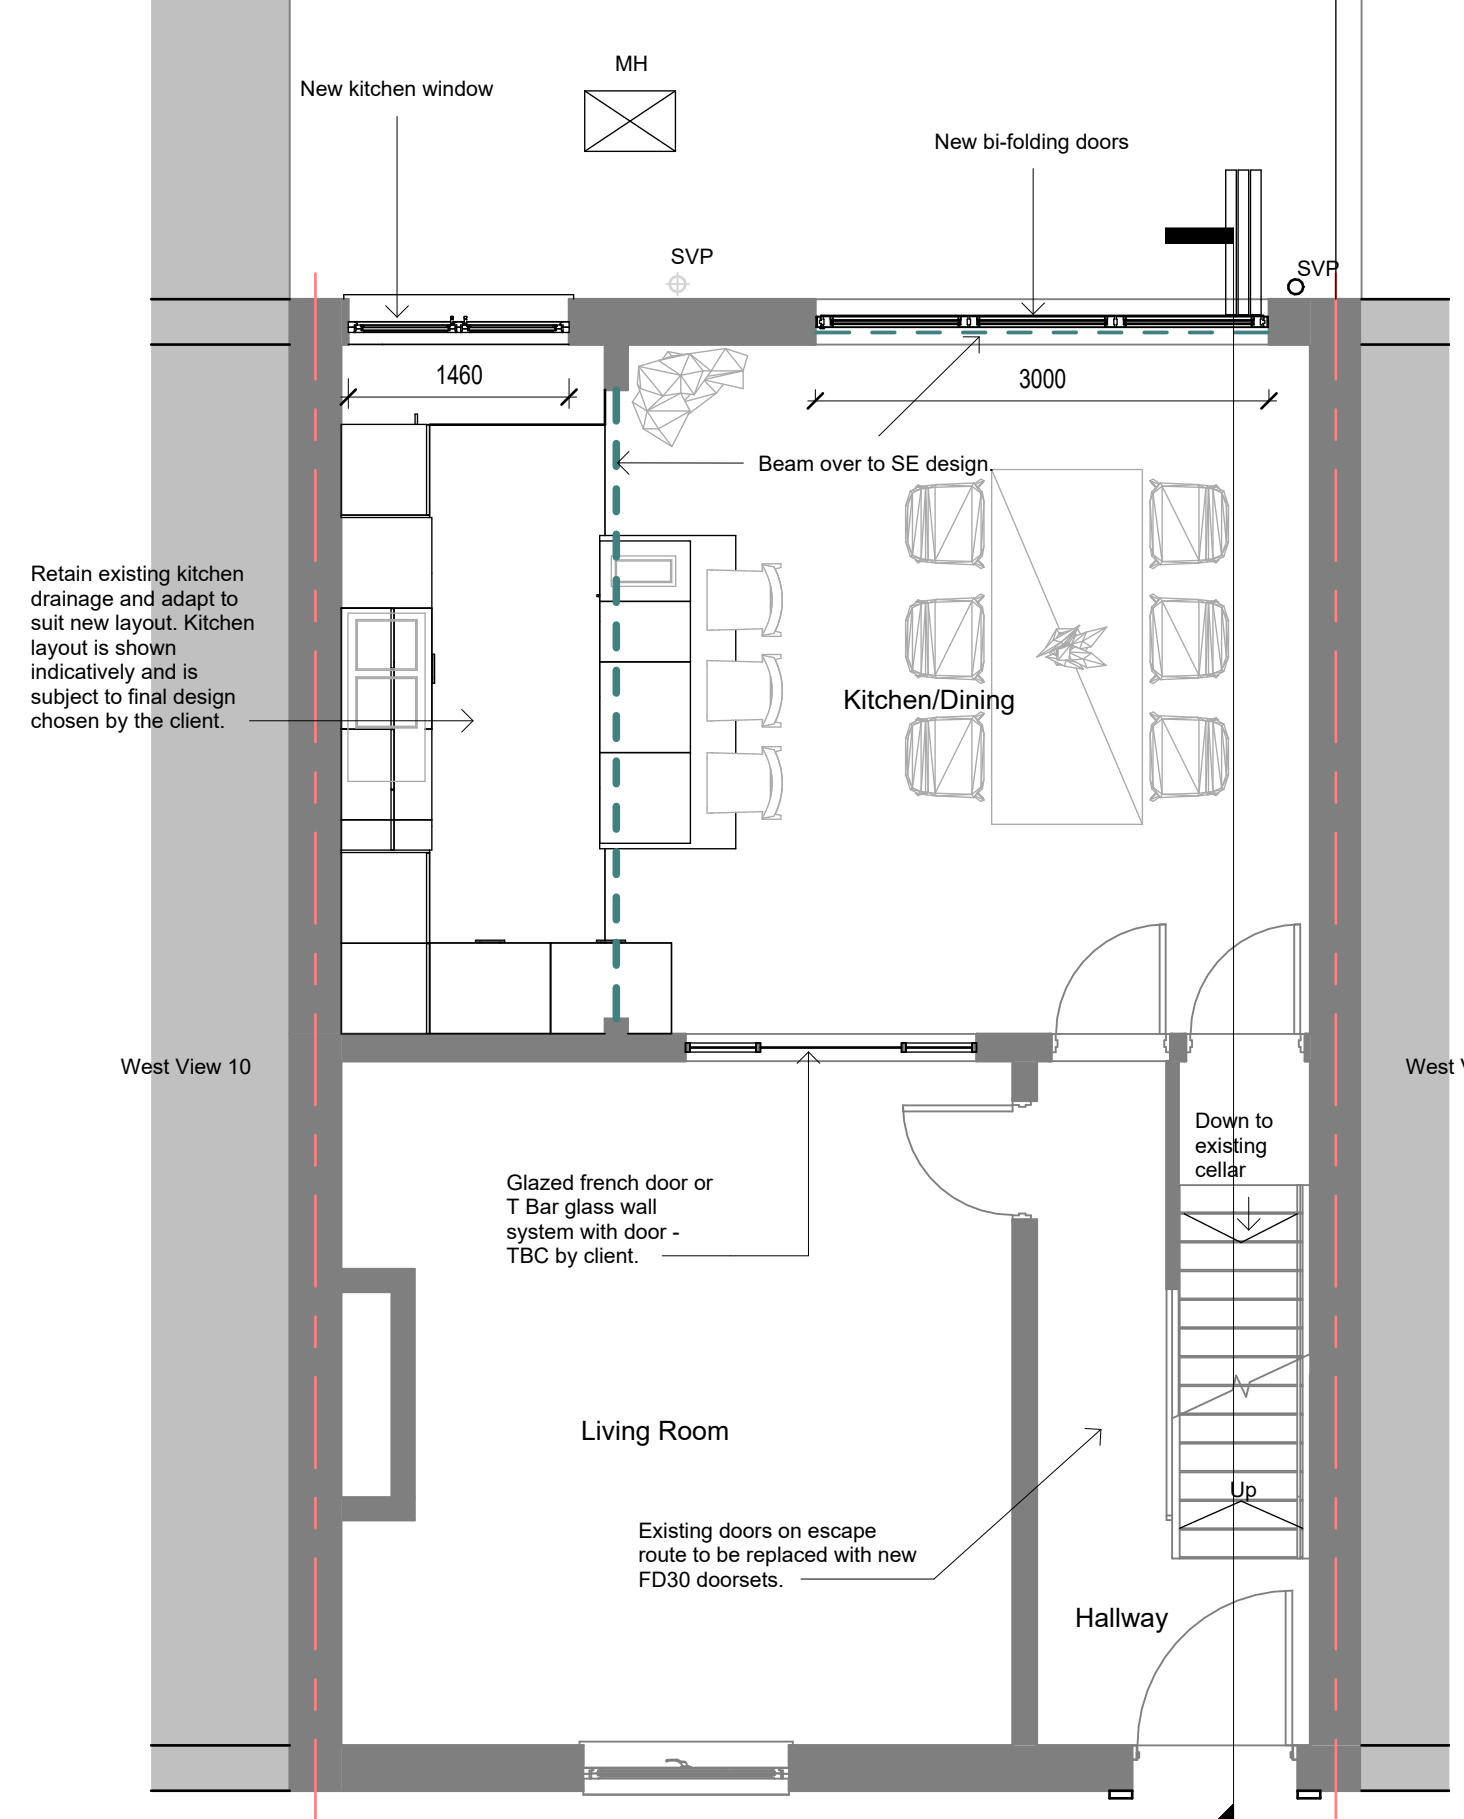 MH
New kitchen window
New bi-folding doors
SVP
SVP
1460
3000
Beam over to SE design.
Retain existing kitchen
drainage and adapt to
suit new layout. Kitchen
layout is shown
indicatively and is
subject to final design
chosen by the client.
Kitchen/Dining
West View 10
West
Down to
existing
cellar
Glazed french door or
T Bar glass wall
system with door -
TBC by client.
Living Room
Up
Existing doors on escape
route to be replaced with new
FD30 doorsets.
Hallway